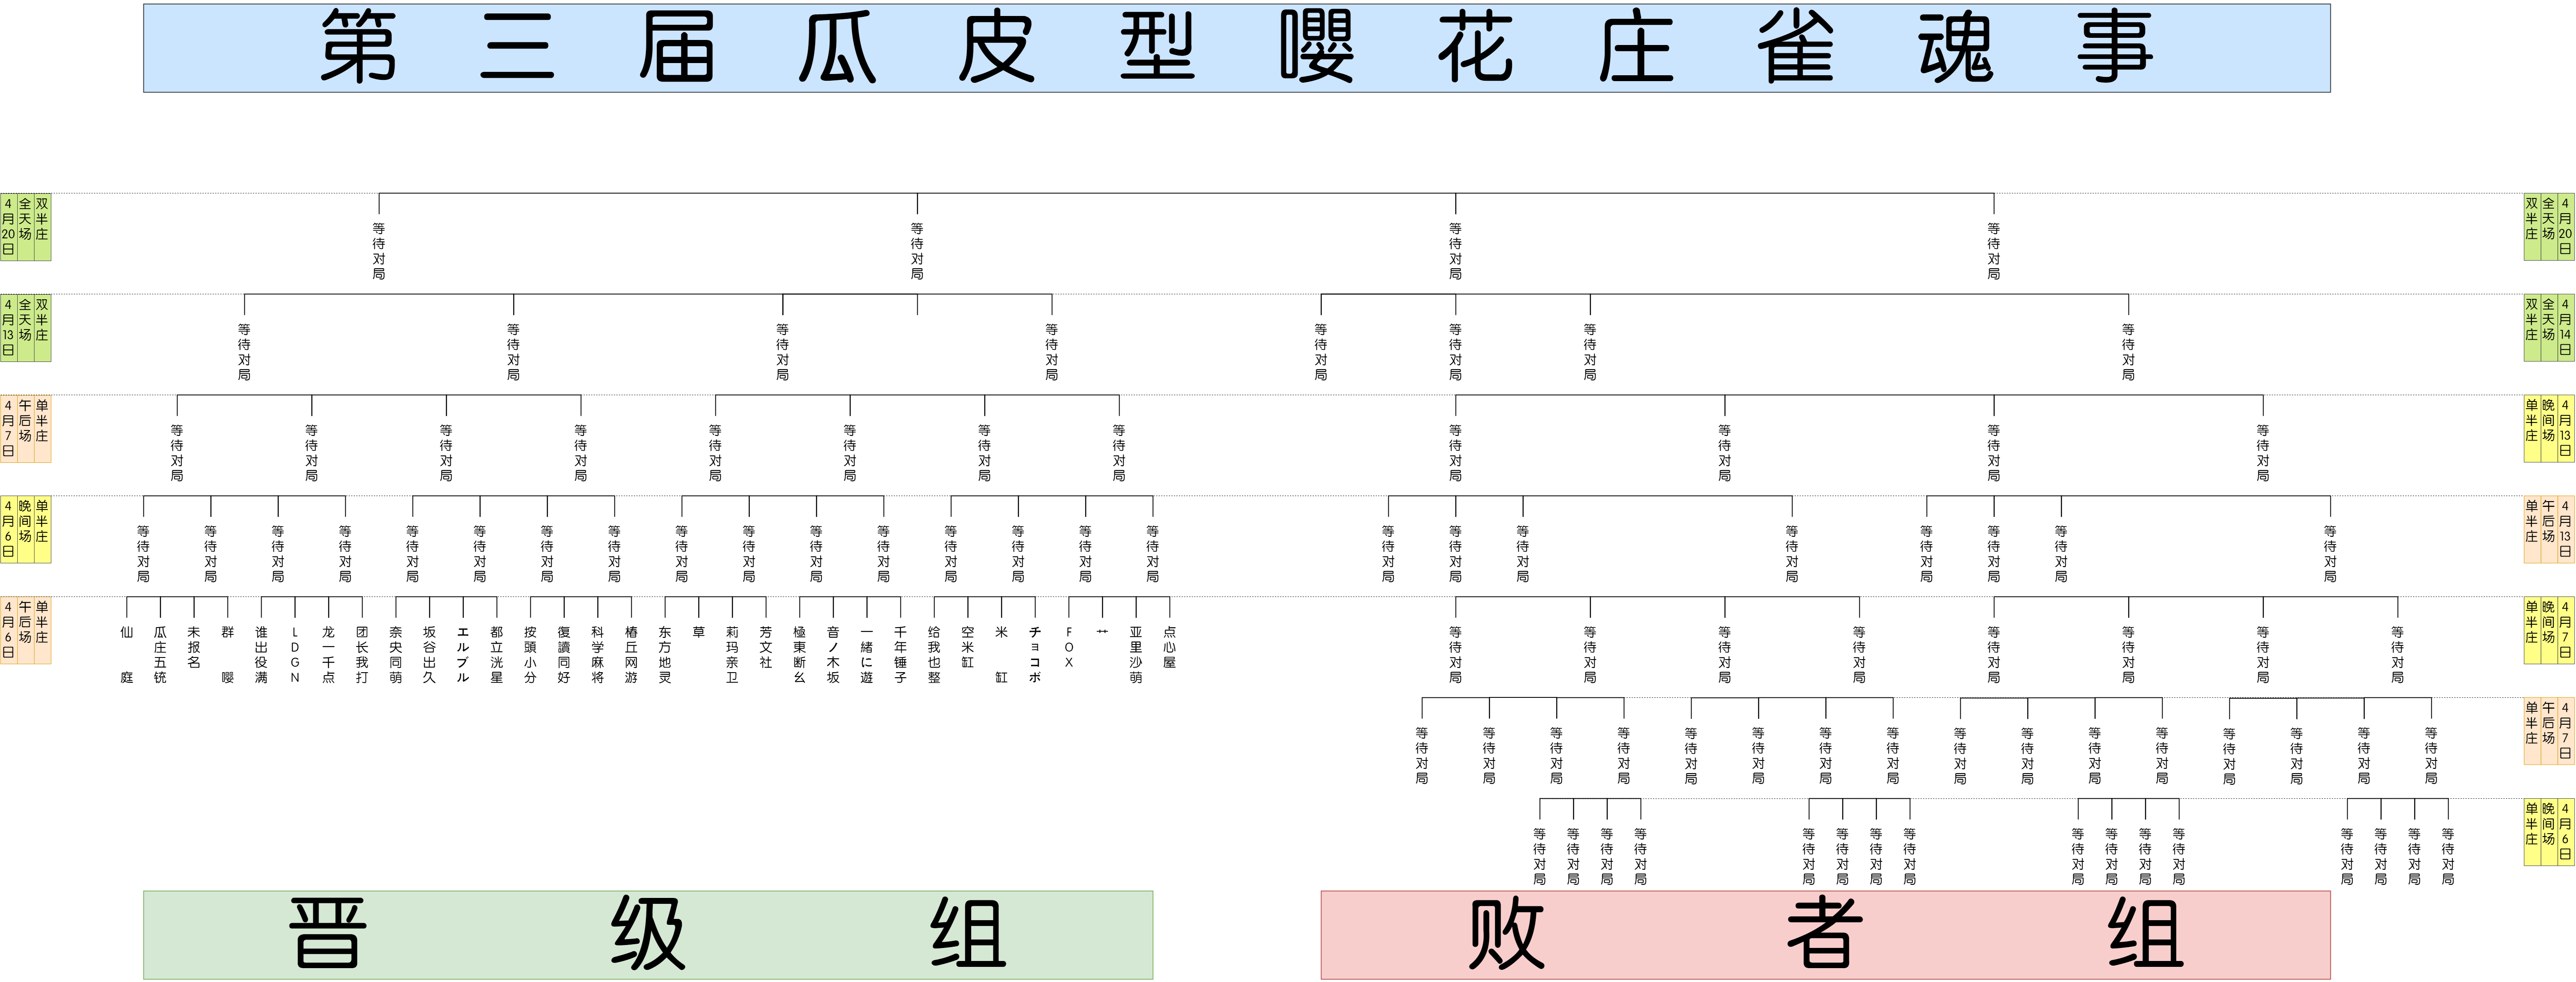 第三届瓜皮型嘤花庄雀魂事
4月20日 全天场 双半庄
双半庄 全天场 4月20日
等待对局 等待对局 等待对局 等待对局
4月13日 全天场 双半庄
双半庄 全天场 4月14日
等待对局 等待对局 等待对局 等待对局 等待对局 等待对局 等待对局 等待对局
4月7日 午后场 单半庄
单半庄 晚间场 4月13日
等待对局 等待对局 等待对局 等待对局 等待对局 等待对局 等待对局 等待对局 等待对局 等待对局 等待对局 等待对局
4月6日 晚间场 单半庄
单半庄 午后场 4月13日
等待对局 等待对局 等待对局 等待对局 等待对局 等待对局 等待对局 等待对局 等待对局 等待对局 等待对局 等待对局 等待对局 等待对局 等待对局 等待对局 等待对局 等待对局 等待对局 等待对局 等待对局 等待对局 等待对局 等待对局
4月6日 午后场 单半庄
单半庄 晚间场 4月7日
仙庭
瓜庄五铳
未报名
群嘤
谁出役满
LDGN
龙一千点
团长我打
奈央同萌
坂谷出久
エルブル
都立洸星
按頭小分
復讀同好
科学麻将
椿丘网游
东方地灵
草
莉玛亲卫
芳文社
極東断幺
音ノ木坂
一緒に遊
千年锤子
给我也整
空米缸
米缸
チョコボ
FOX
艹
亚里沙萌
点心屋
等待对局 等待对局 等待对局 等待对局 等待对局 等待对局 等待对局 等待对局
单半庄 午后场 4月7日
等待对局 等待对局 等待对局 等待对局 等待对局 等待对局 等待对局 等待对局 等待对局 等待对局 等待对局 等待对局 等待对局 等待对局 等待对局 等待对局
单半庄 晚间场 4月6日
等待对局 等待对局 等待对局 等待对局 等待对局 等待对局 等待对局 等待对局 等待对局 等待对局 等待对局 等待对局 等待对局 等待对局 等待对局 等待对局
晋级组
败者组